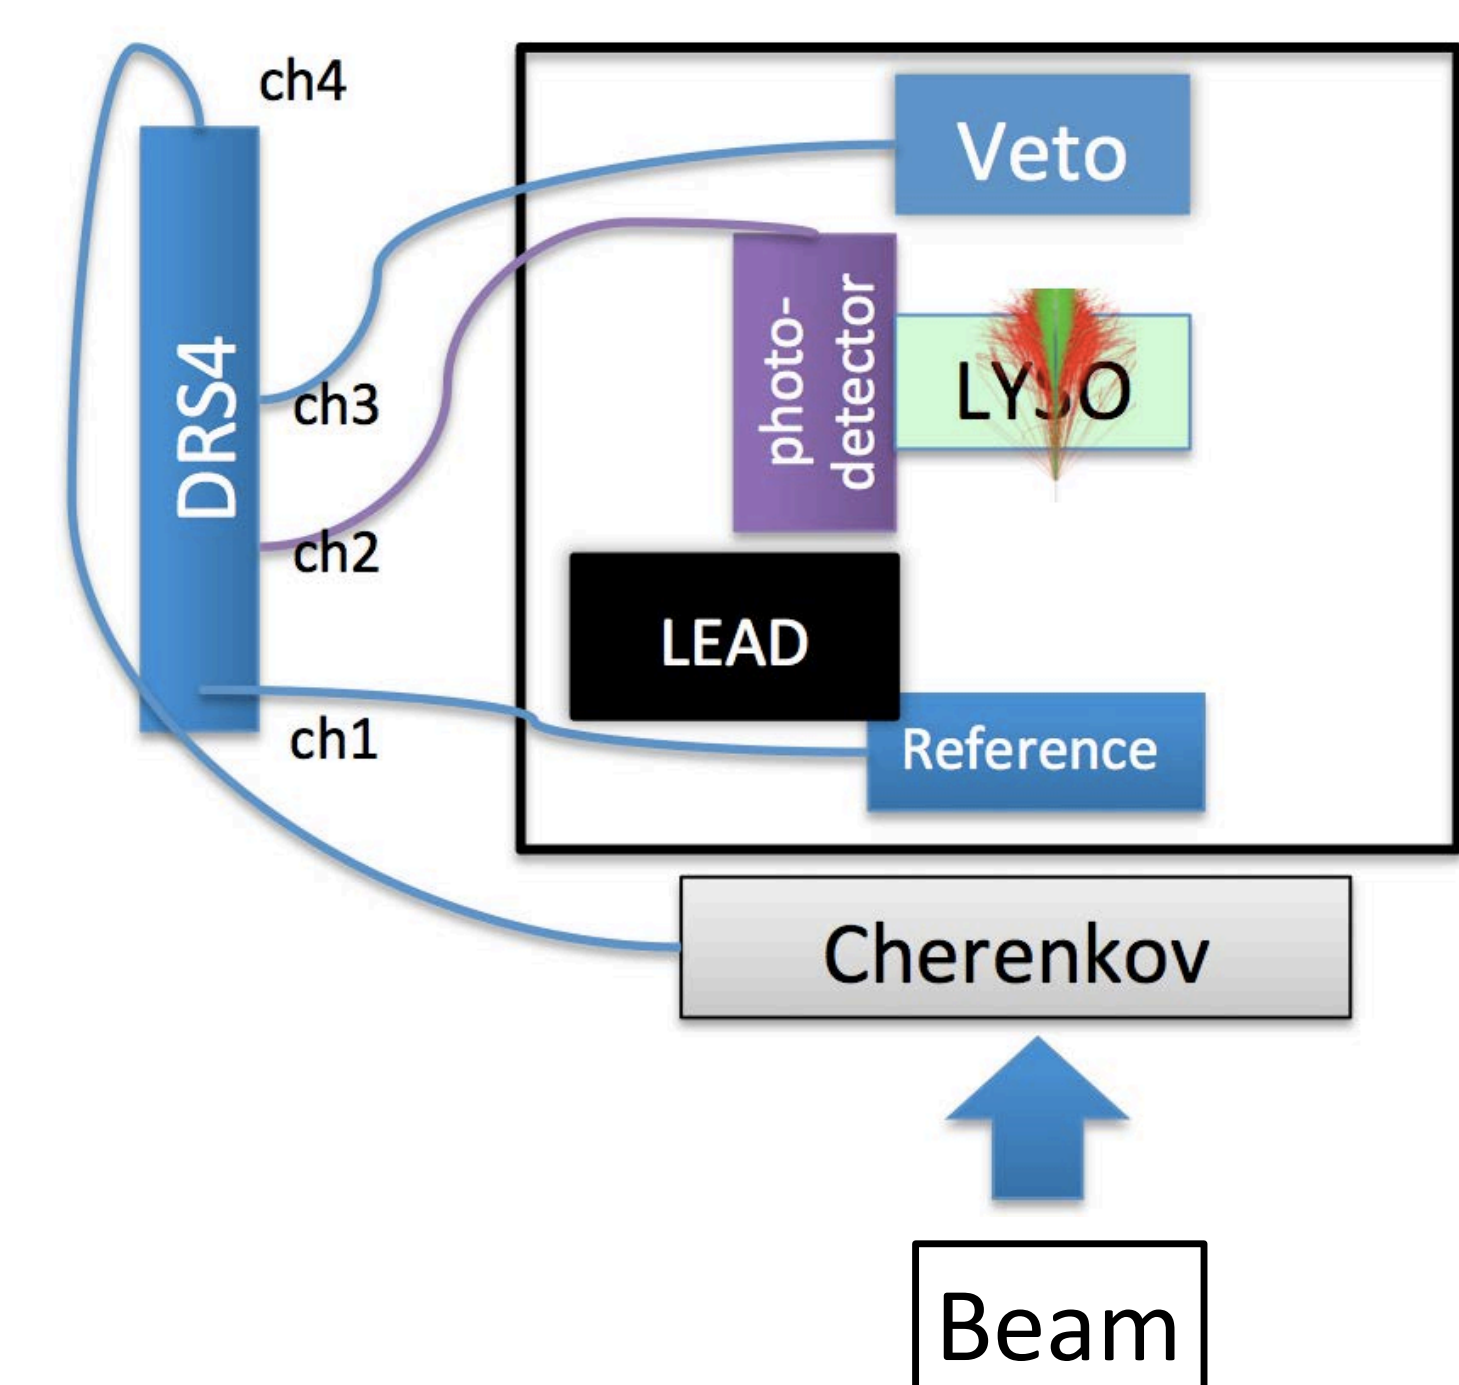 ch4
Veto
photo-
detector
LYSO
DRS4
ch3
ch2
LEAD
ch1
Reference
Cherenkov
Beam